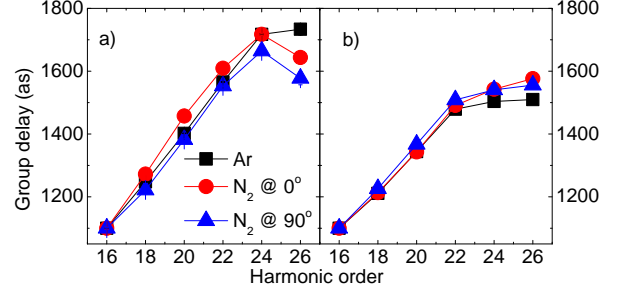 a)
b)
Group delay (as)
1800
1600
1400
1200
1800
1600
1400
1200
Ar
N₂ @ 0°
N₂ @ 90°
16 18 20 22 24 26
16 18 20 22 24 26
Harmonic order